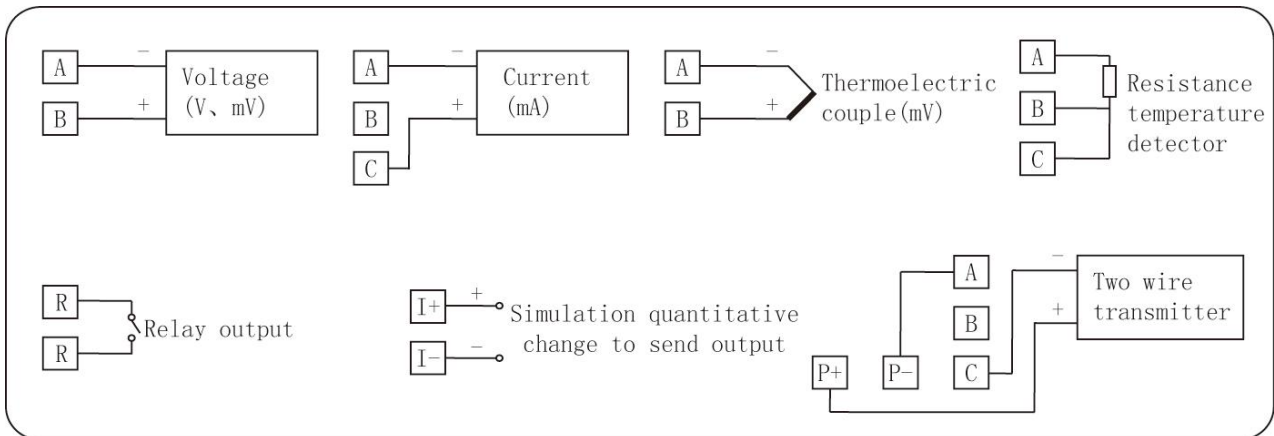 A
B
−
+
Voltage
(V、mV)
A
B
C
−
+
Current
(mA)
A
B
−
+
Thermoelectric
couple(mV)
A
B
C
Resistance
temperature
detector
R
R
Relay output
I+
I−
+
−
Simulation quantitative
change to send output
A
B
C
P+
P−
−
+
Two wire
transmitter